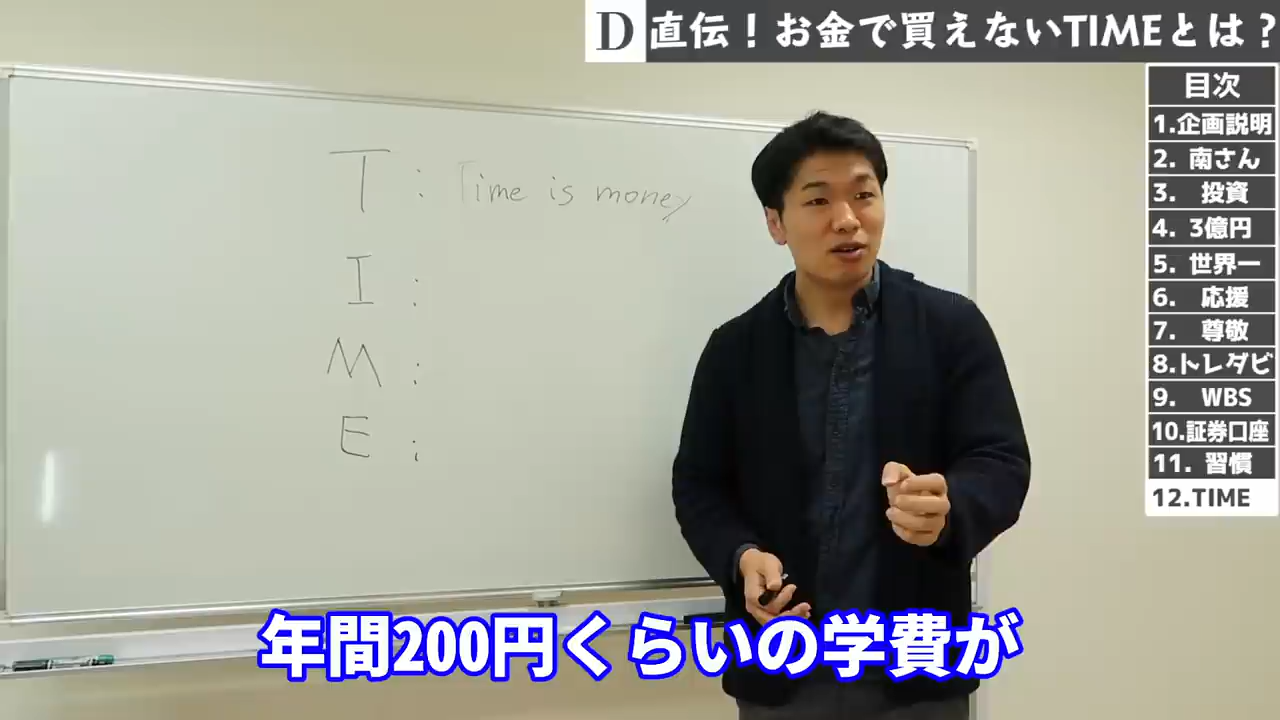 D 直伝！お金で買えないTIMEとは？
目次
1.企画説明
2. 南さん
3. 投資
4. 3億円
5. 世界一
6. 応援
7. 尊敬
8.トレダビ
9. WBS
10.証券口座
11. 習慣
12.TIME
T : Time is money
I :
M :
E :
年間200円くらいの学費が